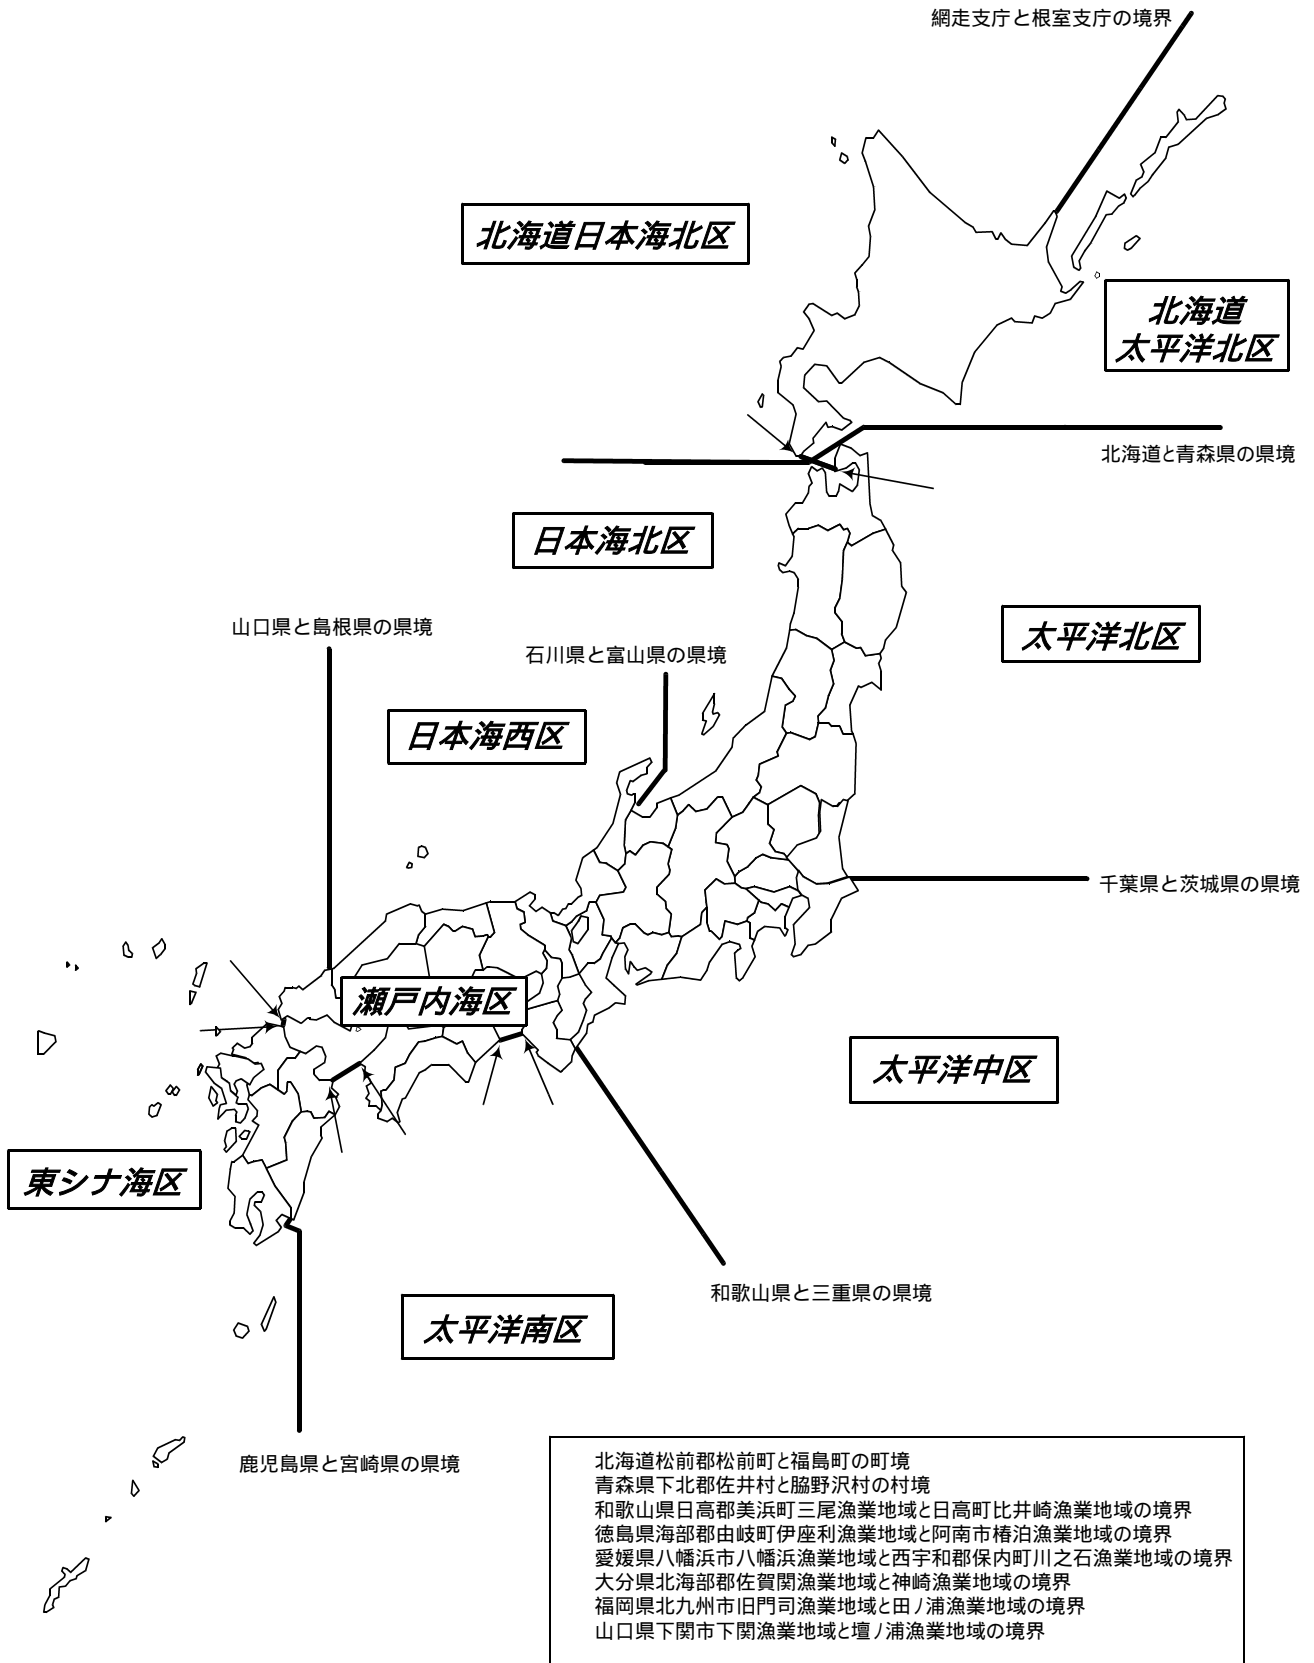 網走支庁と根室支庁の境界
北海道日本海北区
北海道
太平洋北区
北海道と青森県の県境
日本海北区
太平洋北区
山口県と島根県の県境
石川県と富山県の県境
日本海西区
千葉県と茨城県の県境
瀬戸内海区
太平洋中区
東シナ海区
和歌山県と三重県の県境
太平洋南区
鹿児島県と宮崎県の県境
北海道松前郡松前町と福島町の町境
青森県下北郡佐井村と脇野沢村の村境
和歌山県日高郡美浜町三尾漁業地域と日高町比井崎漁業地域の境界
徳島県海部郡由岐町伊座利漁業地域と阿南市椿泊漁業地域の境界
愛媛県八幡浜市八幡浜漁業地域と西宇和郡保内町川之石漁業地域の境界
大分県北海部郡佐賀関漁業地域と神崎漁業地域の境界
福岡県北九州市旧門司漁業地域と田ノ浦漁業地域の境界
山口県下関市下関漁業地域と壇ノ浦漁業地域の境界